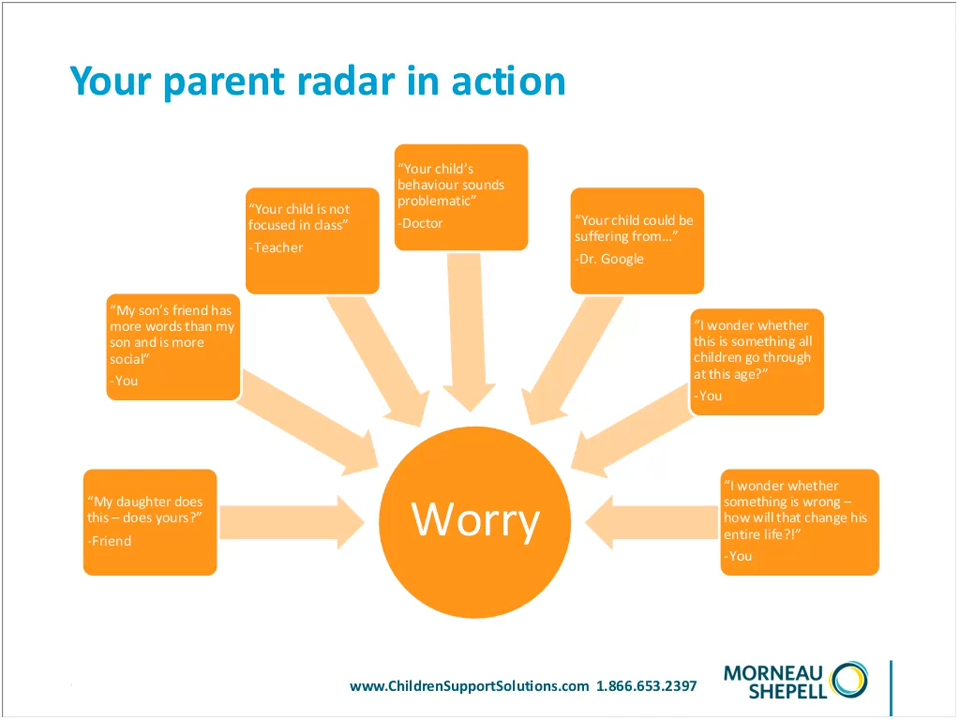 Your parent radar in action
“Your child’s
behaviour sounds
problematic”
-Doctor
“Your child is not
focused in class”
-Teacher
“Your child could be
suffering from…”
-Dr. Google
“My son’s friend has
more words than my
son and is more
social”
-You
“I wonder whether
this is something all
children go through
at this age?”
-You
“My daughter does
this – does yours?”
-Friend
Worry
“I wonder whether
something is wrong –
how will that change his
entire life?!”
-You
www.ChildrenSupportSolutions.com 1.866.653.2397
MORNEAU
SHEPELL